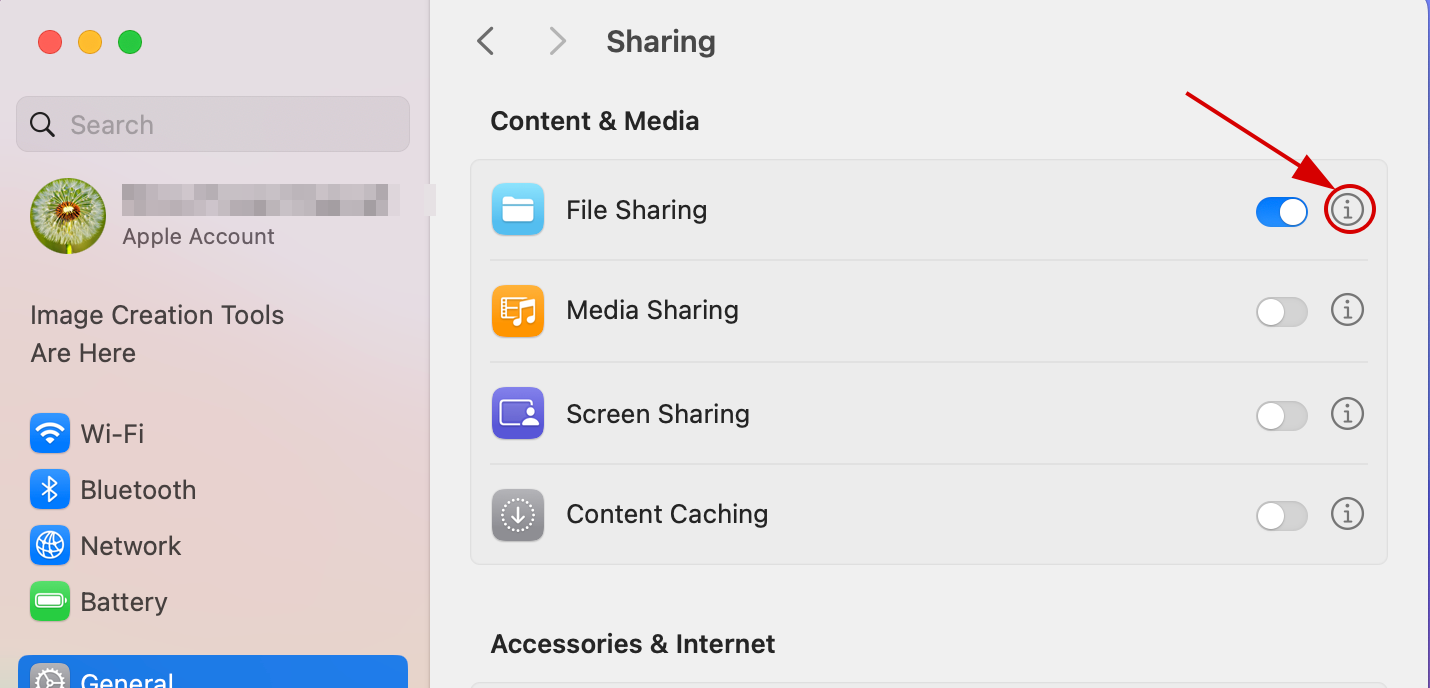 Sharing
Search
Apple Account
Image Creation Tools
Are Here
Wi-Fi
Bluetooth
Network
Battery
General
Content & Media
File Sharing
Media Sharing
Screen Sharing
Content Caching
Accessories & Internet